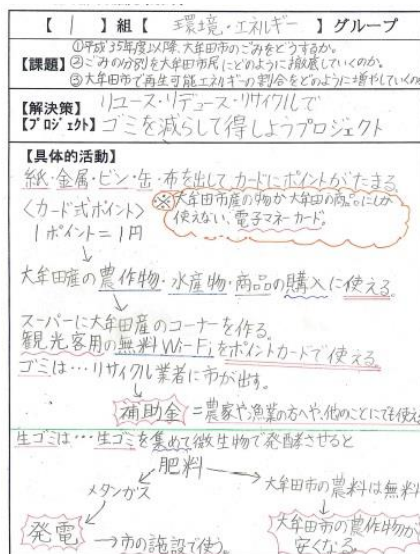 【 1 】組【 環境・エネルギー 】グループ
【課題】①平成35年度以降、大牟田市のごみをどうするか。
②ごみの分別を大牟田市民にどのように徹底していくのか。
③大牟田市で再生可能エネルギーの割合をどのように増やしていくのか
【解決策】リユース・リデュース・リサイクルで
【プロジェクト】ゴミを減らして得しようプロジェクト
【具体的活動】
紙・金属・ビン・缶・布を出してカードにポイントがたまる。
〈カード式ポイント〉
1ポイント=1円
※大牟田市産の物か大牟田の商品にしか
使えない、電子マネーカード。
大牟田産の農作物・水産物・商品の購入に使える。
スーパーに大牟田産のコーナーを作る。
観光客用の無料Wi-Fiをポイントカードで使える。
ゴミは…リサイクル業者に市が出す。
補助金=農家や漁業の方へや、他のことにでも使える
生ゴミは…生ゴミを集めて微生物で発酵させると
肥料
メタンガス
大牟田市の農料は無料
発電
→市の施設で使う。
大牟田市の農作物が
安くなる。